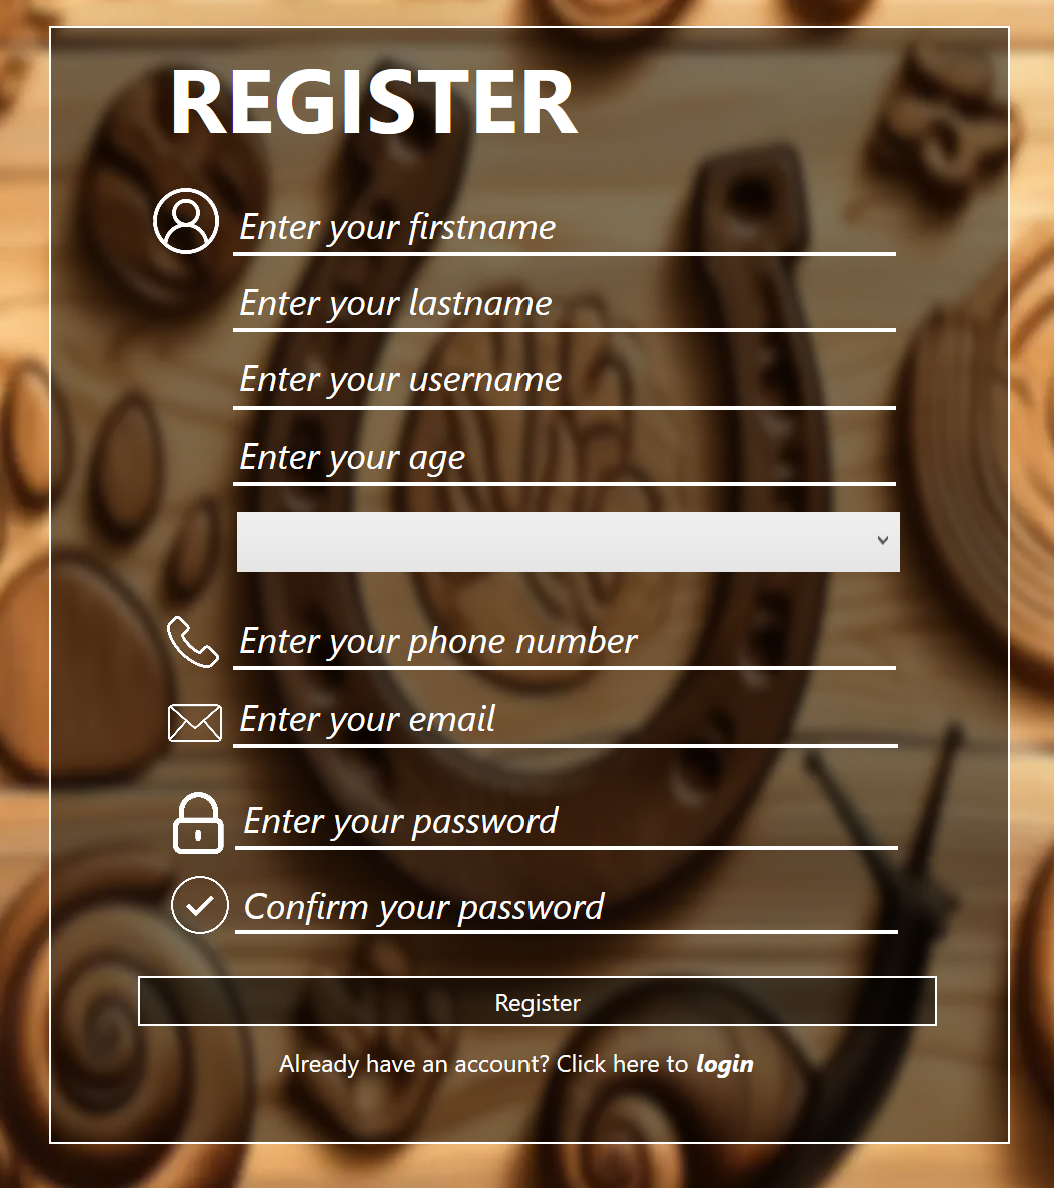 REGISTER
Enter your firstname
Enter your lastname
Enter your username
Enter your age
Enter your phone number
Enter your email
Enter your password
Confirm your password
Register
Already have an account? Click here to login